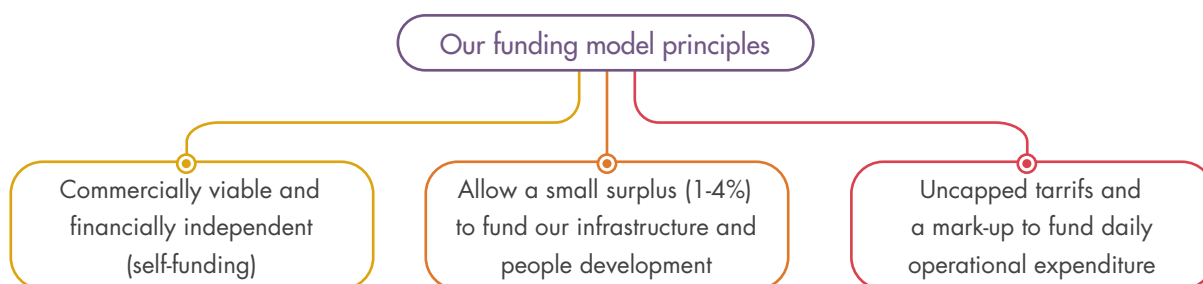 Our funding model principles
Commercially viable and
financially independent
(self-funding)
Allow a small surplus (1-4%)
to fund our infrastructure and
people development
Uncapped tarrifs and
a mark-up to fund daily
operational expenditure